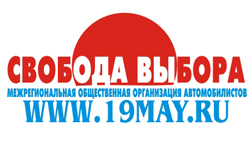 СВОБОДА ВЫБОРА
МЕЖРЕГИОНАЛЬНАЯ ОБЩЕСТВЕННАЯ ОРГАНИЗАЦИЯ АВТОМОБИЛИСТОВ
WWW.19MAY.RU